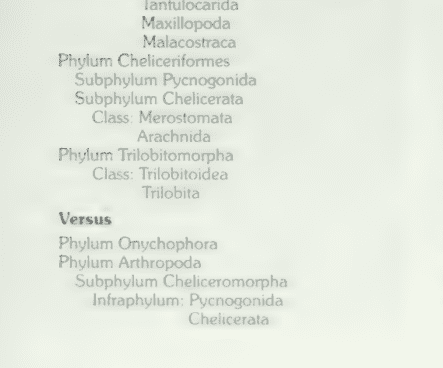 Tantulocarida
Maxillopoda
Malacostraca
Phylum Cheliceriformes
Subphylum Pycnogonida
Subphylum Chelicerata
Class: Merostomata
Arachnida
Phylum Trilobitomorpha
Class: Trilobitoidea
Trilobita
Versus
Phylum Onychophora
Phylum Arthropoda
Subphylum Cheliceromorpha
Infraphylum: Pycnogonida
Chelicerata